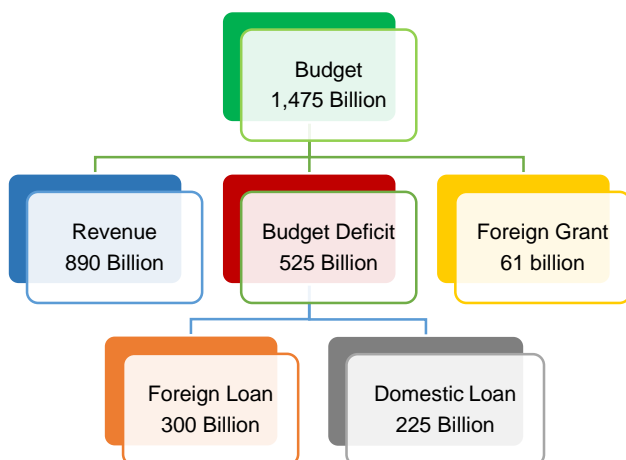 Budget
1,475 Billion
Revenue
890 Billion
Budget Deficit
525 Billion
Foreign Grant
61 billion
Foreign Loan
300 Billion
Domestic Loan
225 Billion